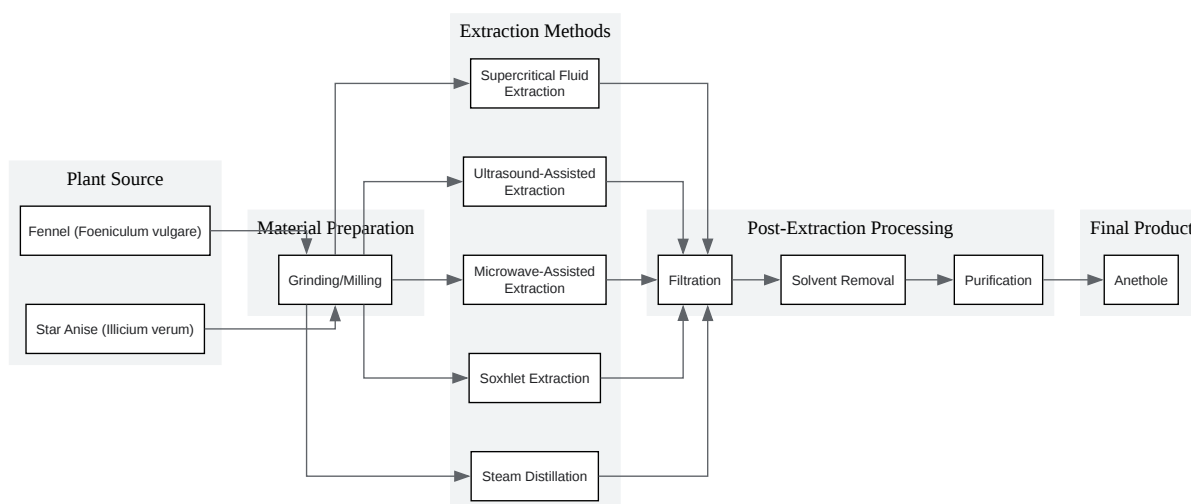 Extraction Methods
Supercritical Fluid
Extraction
Plant Source
Ultrasound-Assisted
Extraction
Fennel (Foeniculum vulgare)
Material Preparation
Post-Extraction Processing
Final Product
Grinding/Milling
Microwave-Assisted
Extraction
Filtration
Solvent Removal
Purification
Anethole
Star Anise (Illicium verum)
Soxhlet Extraction
Steam Distillation